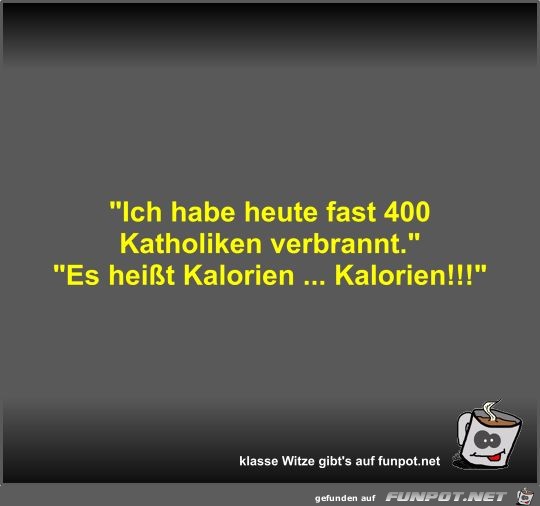 "Ich habe heute fast 400
Katholiken verbrannt."
"Es heißt Kalorien ... Kalorien!!!"
klasse Witze gibt's auf funpot.net
gefunden auf FUNPOT.NET